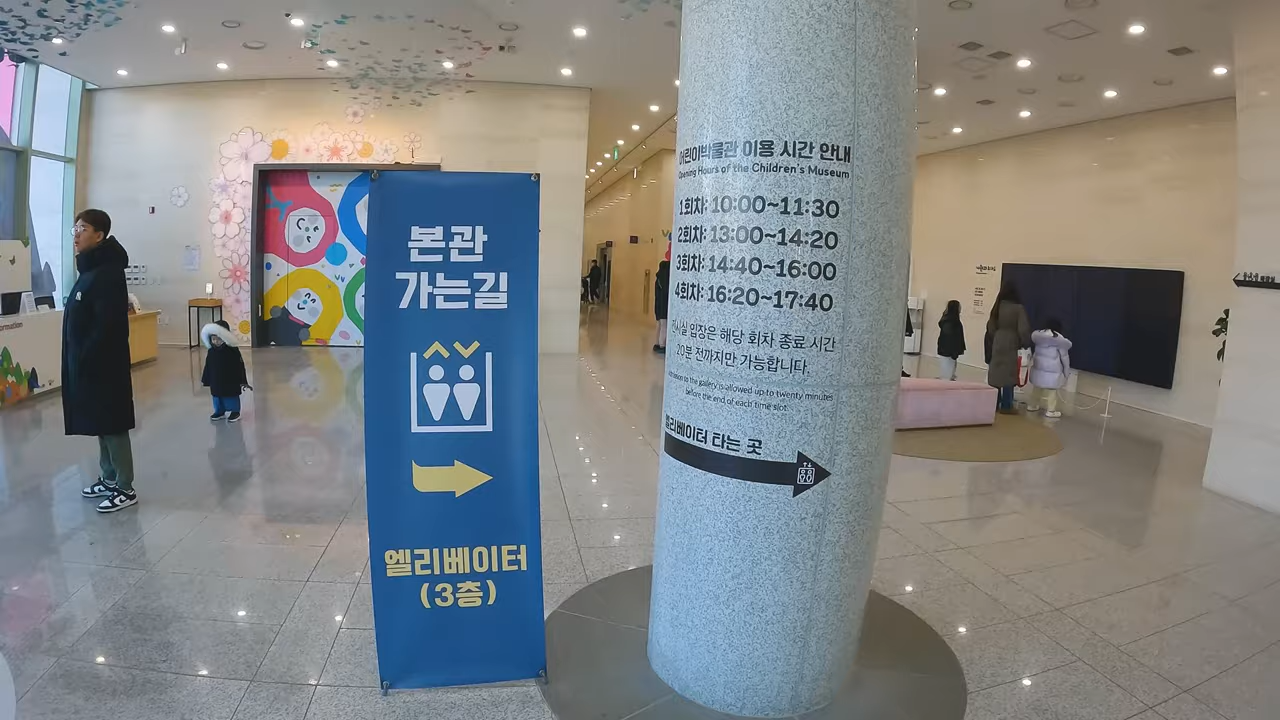 본관
가는길
엘리베이터
(3층)
어린이박물관 이용 시간 안내
Opening Hours of the Children's Museum
1회차: 10:00~11:30
2회차: 13:00~14:20
3회차: 14:40~16:00
4회차: 16:20~17:40
전시실 입장은 해당 회차 종료 시간
20분 전까지만 가능합니다.
to the gallery is allowed up to twenty minutes
before the end of each time slot
엘리베이터 타는 곳